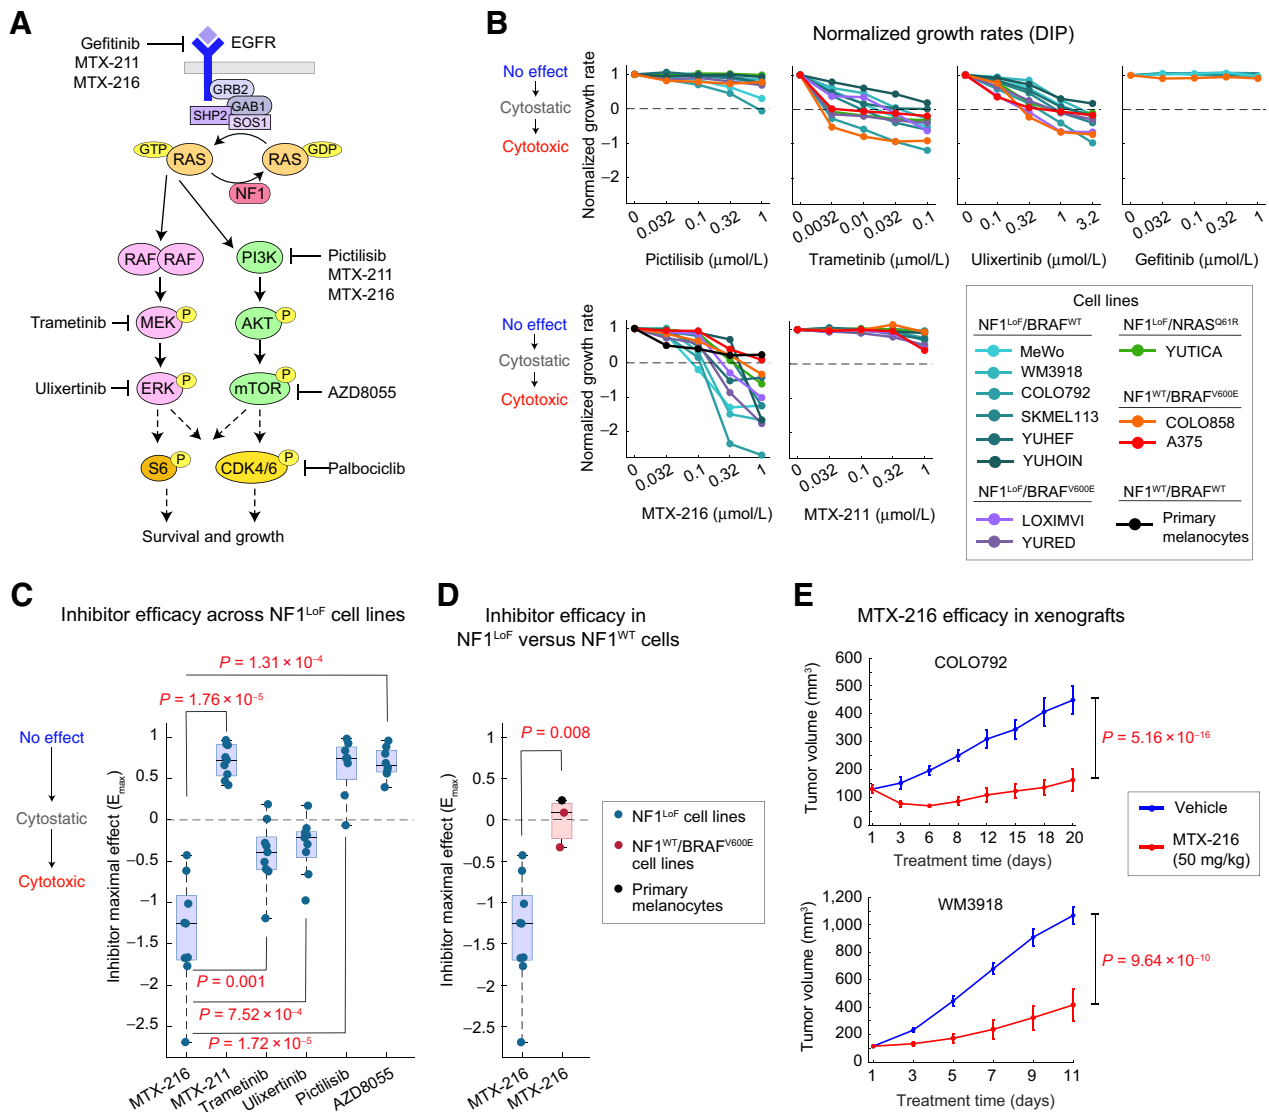 A
Gefitinib
MTX-211
MTX-216
EGFR
GRB2
GAB1
SHP2
SOS1
GTP
RAS
RAS
GDP
NF1
RAF
RAF
PI3K
Pictilisib
MTX-211
MTX-216
Trametinib
MEK
P
AKT
P
Ulixertinib
ERK
P
mTOR
P
AZD8055
S6
P
CDK4/6
P
Palbociclib
Survival and growth
B
Normalized growth rates (DIP)
No effect
Cytostatic
Cytotoxic
Normalized growth rate
1
0
−1
−2
0
0.032
0.1
0.32
1
Pictilisib (μmol/L)
0
0.0032
0.01
0.032
0.1
Trametinib (μmol/L)
0
0.1
0.32
1
3.2
Ulixertinib (μmol/L)
0
0.032
0.1
0.32
1
Gefitinib (μmol/L)
No effect
Cytostatic
Cytotoxic
Normalized growth rate
1
0
−1
−2
0
0.032
0.1
0.32
1
MTX-216 (μmol/L)
0
0.032
0.1
0.32
1
MTX-211 (μmol/L)
Cell lines
NF1LoF/BRAFWT
MeWo
WM3918
COLO792
SKMEL113
YUHEF
YUHOIN
NF1LoF/BRAFV600E
LOXIMVI
YURED
NF1LoF/NRASQ61R
YUTICA
NF1WT/BRAFV600E
COLO858
A375
NF1WT/BRAFWT
Primary
melanocytes
C
Inhibitor efficacy across NF1LoF cell lines
P = 1.31 × 10−4
P = 1.76 × 10−5
No effect
Cytostatic
Cytotoxic
Inhibitor maximal effect (Emax)
1
0.5
0
−0.5
−1
−1.5
−2
−2.5
P = 0.001
P = 7.52 × 10−4
P = 1.72 × 10−5
MTX-216
MTX-211
Trametinib
Ulixertinib
Pictilisib
AZD8055
D
Inhibitor efficacy in
NF1LoF versus NF1WT cells
P = 0.008
Inhibitor maximal effect (Emax)
1
0.5
0
−0.5
−1
−1.5
−2
−2.5
MTX-216
MTX-216
NF1LoF cell lines
NF1WT/BRAFV600E
cell lines
Primary
melanocytes
E
MTX-216 efficacy in xenografts
COLO792
Tumor volume (mm3)
600
500
400
300
200
100
0
1
3
6
8
12
15
18
20
Treatment time (days)
P = 5.16 × 10−16
Vehicle
MTX-216
(50 mg/kg)
WM3918
Tumor volume (mm3)
1,200
1,000
800
600
400
200
0
1
3
5
7
9
11
Treatment time (days)
P = 9.64 × 10−10